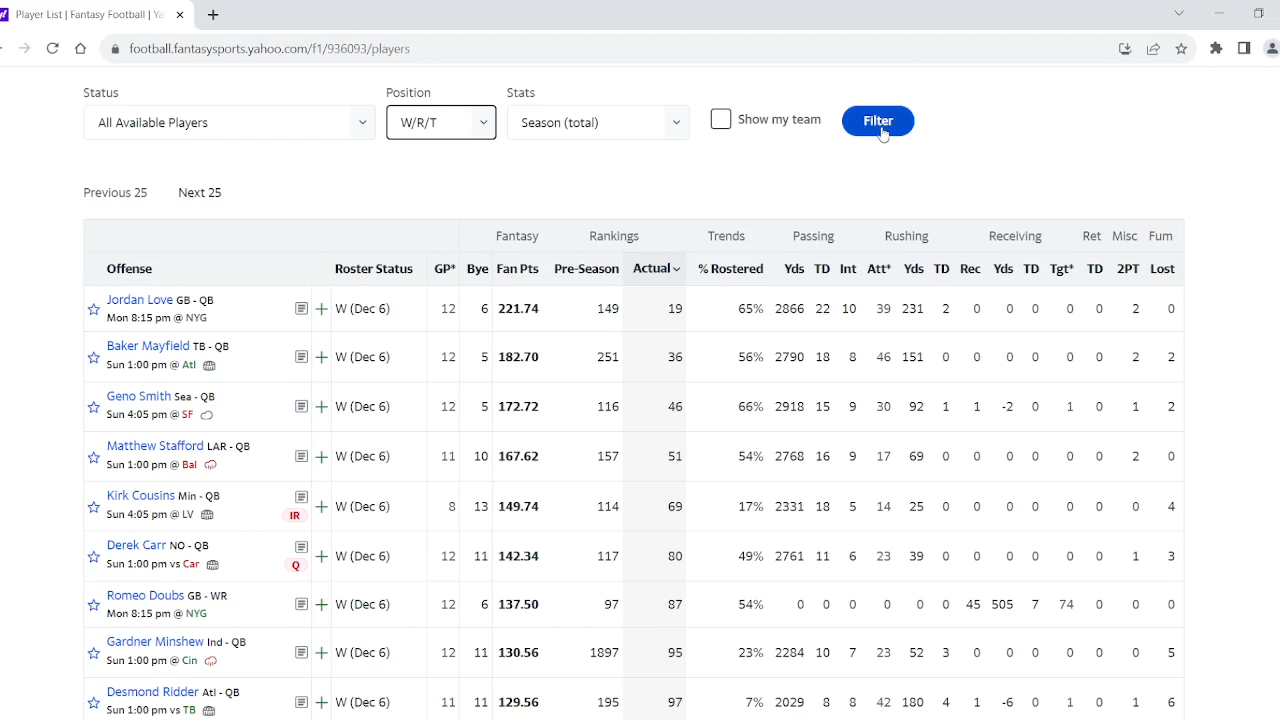 Player List | Fantasy Football | Ya
football.fantasysports.yahoo.com/f1/936093/players
Status Position Stats
All Available Players W/R/T Season (total) Show my team Filter
Previous 25 Next 25
Fantasy Rankings Trends Passing Rushing Receiving Ret Misc Fum
Offense Roster Status GP* Bye Fan Pts Pre-Season Actual % Rostered Yds TD Int Att* Yds TD Rec Yds TD Tgt* TD 2PT Lost
Jordan Love GB - QB
Mon 8:15 pm @ NYG
W (Dec 6) 12 6 221.74 149 19 65% 2866 22 10 39 231 2 0 0 0 0 0 2 0
Baker Mayfield TB - QB
Sun 1:00 pm @ Atl
W (Dec 6) 12 5 182.70 251 36 56% 2790 18 8 46 151 0 0 0 0 0 0 2 2
Geno Smith Sea - QB
Sun 4:05 pm @ SF
W (Dec 6) 12 5 172.72 116 46 66% 2918 15 9 30 92 1 1 -2 0 1 0 1 2
Matthew Stafford LAR - QB
Sun 1:00 pm @ Bal
W (Dec 6) 11 10 167.62 157 51 54% 2768 16 9 17 69 0 0 0 0 0 0 2 0
Kirk Cousins Min - QB
Sun 4:05 pm @ LV
IR
W (Dec 6) 8 13 149.74 114 69 17% 2331 18 5 14 25 0 0 0 0 0 0 0 4
Derek Carr NO - QB
Sun 1:00 pm vs Car
Q
W (Dec 6) 12 11 142.34 117 80 49% 2761 11 6 23 39 0 0 0 0 0 0 1 3
Romeo Doubs GB - WR
Mon 8:15 pm @ NYG
W (Dec 6) 12 6 137.50 97 87 54% 0 0 0 0 0 0 45 505 7 74 0 0 0
Gardner Minshew Ind - QB
Sun 1:00 pm @ Cin
W (Dec 6) 12 11 130.56 1897 95 23% 2284 10 7 23 52 3 0 0 0 0 0 0 5
Desmond Ridder Atl - QB
Sun 1:00 pm vs TB
W (Dec 6) 11 11 129.56 195 97 7% 2029 8 8 42 180 4 1 -6 0 1 0 1 6